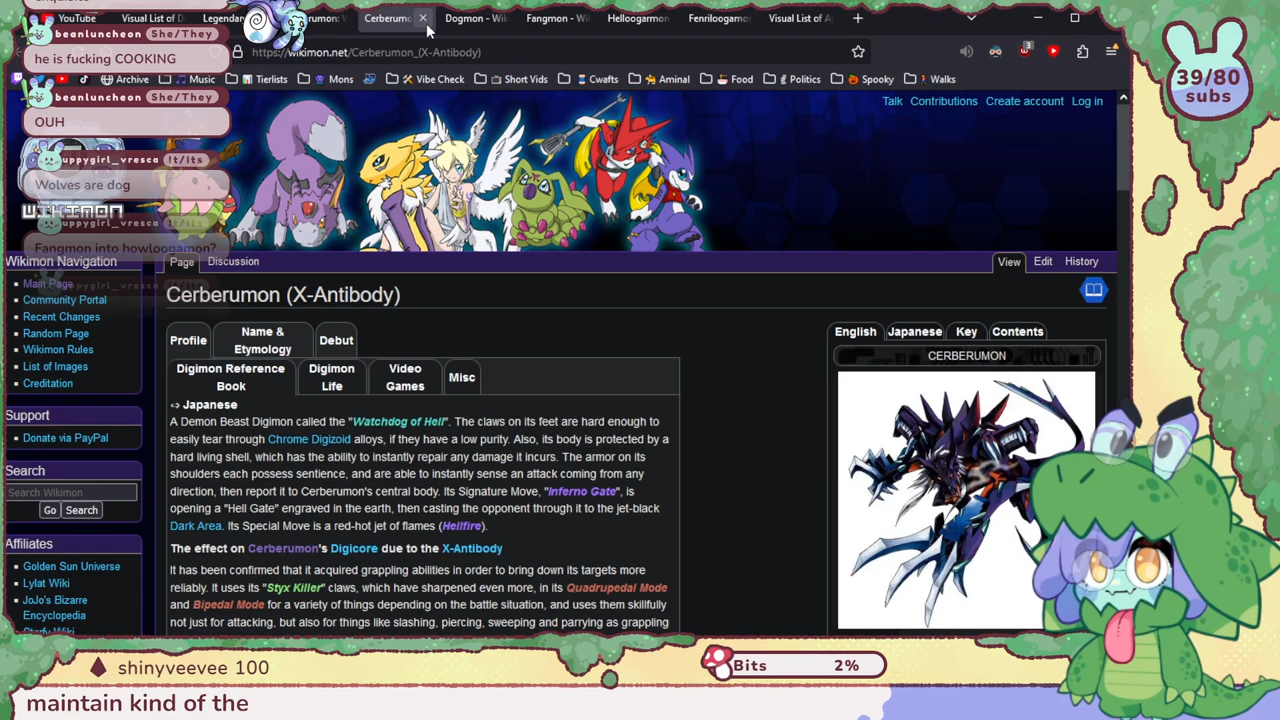 YouTube
Visual List of D
Legendar
rumon: V
Cerberumo
Dogmon - Wik
Fangmon - Wi
Helloogarmon
Fenriloogarmon
Visual List of A
https://wikimon.net/Cerberumon_(X-Antibody)
3
Archive
Music
Tierlists
Mons
Vibe Check
Short Vids
Cwafts
Aminal
Food
Politics
Spooky
Walks
beanluncheon She/They
he is fucking COOKING
beanluncheon She/They
OUH
uppygirl_vresca It/Its
Wolves are dog
uppygirl_vresca It/Its
Fangmon into howloogamon?
WIKIMON
Talk Contributions Create account Log in
39/80
subs
Page
Discussion
View
Edit
History
Wikimon Navigation
Main Page
Community Portal
Recent Changes
Random Page
Wikimon Rules
List of Images
Creditation
Support
Donate via PayPal
Search
Search Wikimon
Go
Search
Affiliates
Golden Sun Universe
Lylat Wiki
JoJo's Bizarre
Encyclopedia
Starfy Wiki
Cerberumon (X-Antibody)
Profile
Name &
Etymology
Debut
Digimon Reference
Book
Digimon
Life
Video
Games
Misc
⇨ Japanese
A Demon Beast Digimon called the "Watchdog of Hell". The claws on its feet are hard enough to
easily tear through Chrome Digizoid alloys, if they have a low purity. Also, its body is protected by a
hard living shell, which has the ability to instantly repair any damage it incurs. The armor on its
shoulders each possess sentience, and are able to instantly sense an attack coming from any
direction, then report it to Cerberumon's central body. Its Signature Move, "Inferno Gate", is
opening a "Hell Gate" engraved in the earth, then casting the opponent through it to the jet-black
Dark Area. Its Special Move is a red-hot jet of flames (Hellfire).
The effect on Cerberumon's Digicore due to the X-Antibody
It has been confirmed that it acquired grappling abilities in order to bring down its targets more
reliably. It uses its "Styx Killer" claws, which have sharpened even more, in its Quadrupedal Mode
and Bipedal Mode for a variety of things depending on the battle situation, and uses them skillfully
not just for attacking, but also for things like slashing, piercing, sweeping and parrying as grappling
English
Japanese
Key
Contents
CERBERUMON
shinyveevee 100
Bits
2%
maintain kind of the